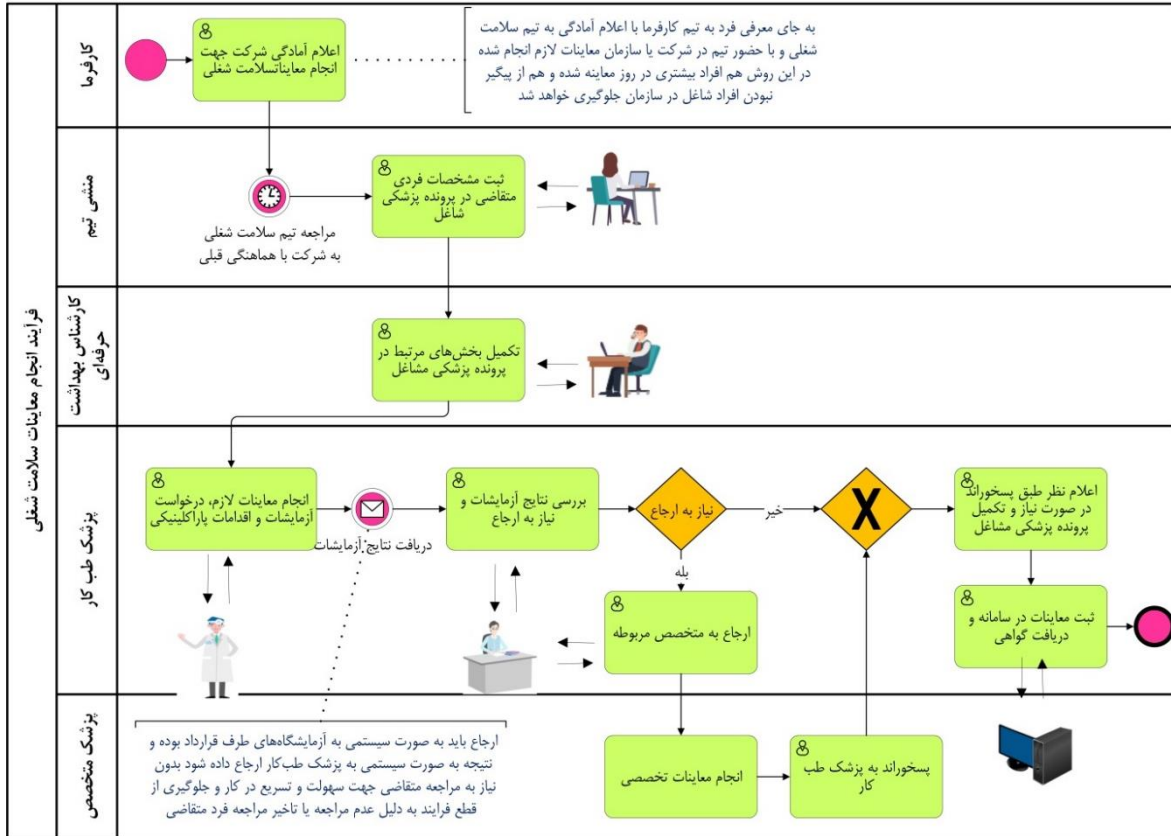 فرآیند انجام معاینات سلامت شغلی
کارفرما
اعلام آمادگی شرکت جهت
انجام معایناتسلامت شغلی
به جای معرفی فرد به تیم کارفرما با اعلام آمادگی به تیم سلامت
شغلی و با حضور تیم در شرکت یا سازمان معاینات لازم انجام شده
در این روش هم افراد بیشتری در روز معاینه شده و هم از پیگیر
نبودن افراد شاغل در سازمان جلوگیری خواهد شد
منشی تیم
مراجعه تیم سلامت شغلی
به شرکت با هماهنگی قبلی
ثبت مشخصات فردی
متقاضی در پرونده پزشکی
شاغل
کارشناس بهداشت
حرفه‌ای
تکمیل بخش‌های مرتبط در
پرونده پزشکی مشاغل
پزشک طب کار
انجام معاینات لازم، درخواست
آزمایشات و اقدامات پاراکلینیکی
دریافت نتایج آزمایشات
بررسی نتایج آزمایشات و
نیاز به ارجاع
نیاز به ارجاع
خیر
بله
X
اعلام نظر طبق پسخوراند
در صورت نیاز و تکمیل
پرونده پزشکی مشاغل
ارجاع به متخصص مربوطه
ثبت معاینات در سامانه و
دریافت گواهی
پزشک متخصص
ارجاع باید به صورت سیستمی به آزمایشگاه‌های طرف قرارداد بوده و
نتیجه به صورت سیستمی به پزشک طب‌کار ارجاع داده شود بدون
نیاز به مراجعه متقاضی جهت سهولت و تسریع در کار و جلوگیری از
قطع فرایند به دلیل عدم مراجعه یا تاخیر مراجعه فرد متقاضی
انجام معاینات تخصصی
پسخوراند به پزشک طب
کار